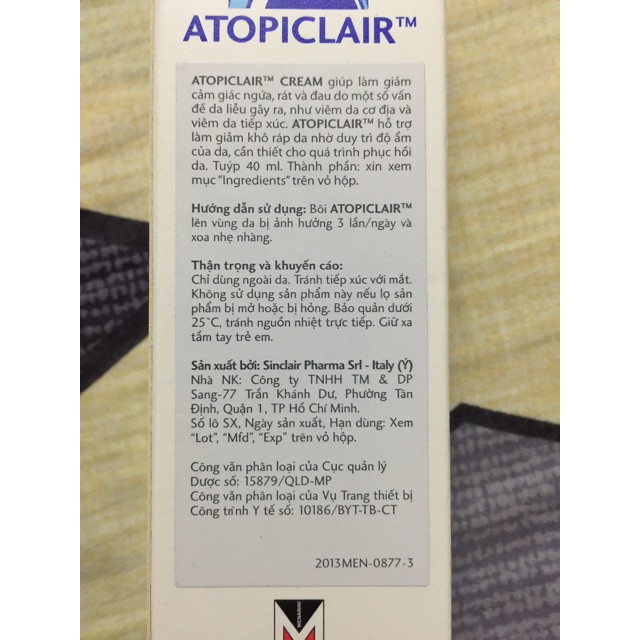 ATOPICLAIR™
ATOPICLAIR™ CREAM giúp làm giảm
cảm giác ngứa, rát và đau do một số vấn
đề da liễu gây ra, như viêm da cơ địa và
viêm da tiếp xúc. ATOPICLAIR™ hỗ trợ
làm giảm khô ráp da nhờ duy trì độ ẩm
của da, cần thiết cho quá trình phục hồi
da. Tuýp 40 ml. Thành phần: xin xem
mục "Ingredients" trên vỏ hộp.
Hướng dẫn sử dụng: Bôi ATOPICLAIR™
lên vùng da bị ảnh hưởng 3 lần/ngày và
xoa nhẹ nhàng.
Thận trọng và khuyến cáo:
Chỉ dùng ngoài da. Tránh tiếp xúc với mắt.
Không sử dụng sản phẩm này nếu lọ sản
phẩm bị mở hoặc bị hỏng. Bảo quản dưới
25°C, tránh nguồn nhiệt trực tiếp. Giữ xa
tầm tay trẻ em.
Sản xuất bởi: Sinclair Pharma Srl - Italy (Ý)
Nhà NK: Công ty TNHH TM & DP
Sang-77 Trần Khánh Dư, Phường Tân
Định, Quận 1, TP Hồ Chí Minh.
Số lô SX, Ngày sản xuất, Hạn dùng: Xem
"Lot", "Mfd", "Exp" trên vỏ hộp.
Công văn phân loại của Cục quản lý
Dược số: 15879/QLD-MP
Công văn phân loại của Vụ Trang thiết bị
Công trình Y tế số: 10186/BYT-TB-CT
2013MEN-0877-3
MENARINI